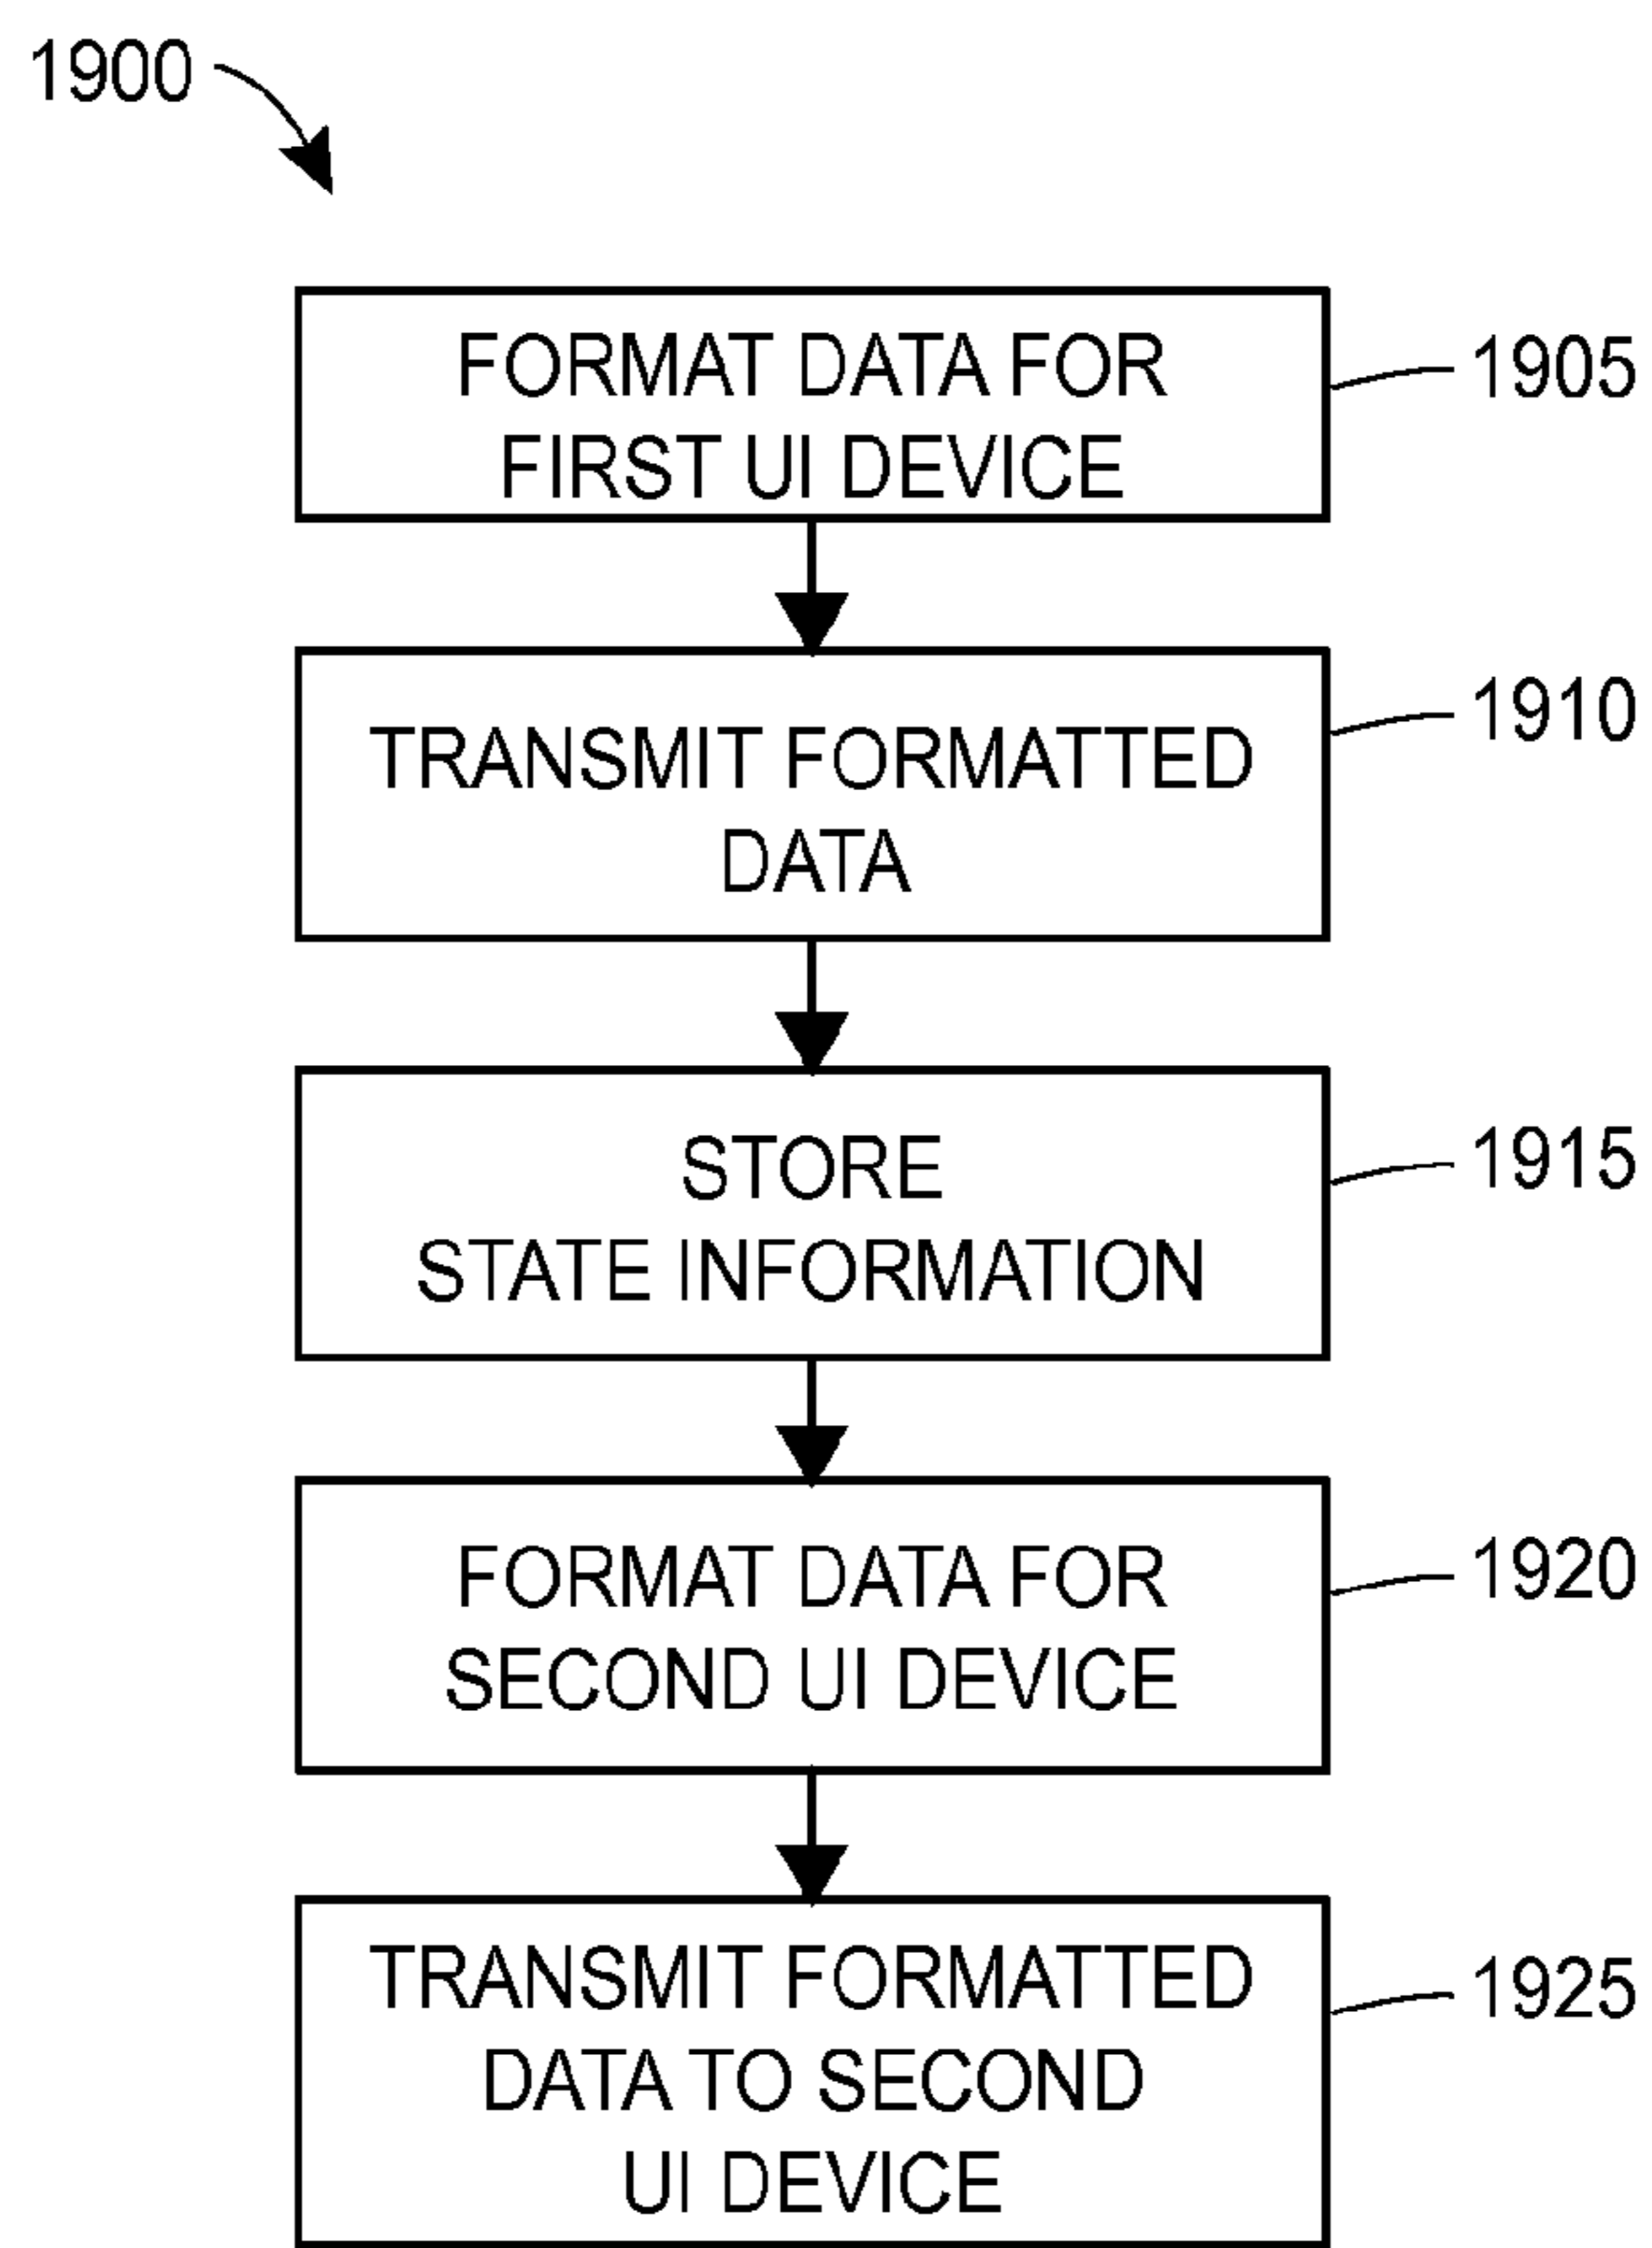 1900
FORMAT DATA FOR
FIRST UI DEVICE
1905
TRANSMIT FORMATTED
DATA
1910
STORE
STATE INFORMATION
1915
FORMAT DATA FOR
SECOND UI DEVICE
1920
TRANSMIT FORMATTED
DATA TO SECOND
UI DEVICE
1925